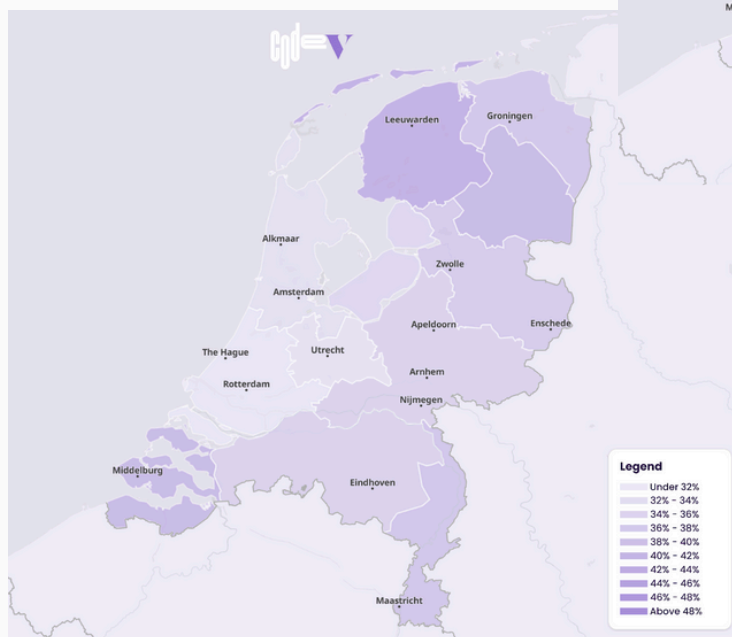 codeV
M
Leeuwarden
Groningen
Alkmaar
Zwolle
Amsterdam
Enschede
Apeldoorn
The Hague
Utrecht
Arnhem
Rotterdam
Nijmegen
Middelburg
Eindhoven
Maastricht
Legend
Under 32%
32% - 34%
34% - 36%
36% - 38%
38% - 40%
40% - 42%
42% - 44%
44% - 46%
46% - 48%
Above 48%